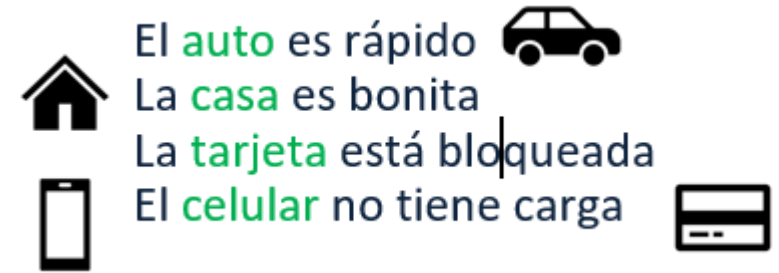 El auto es rápido
La casa es bonita
La tarjeta está bloqueada
El celular no tiene carga